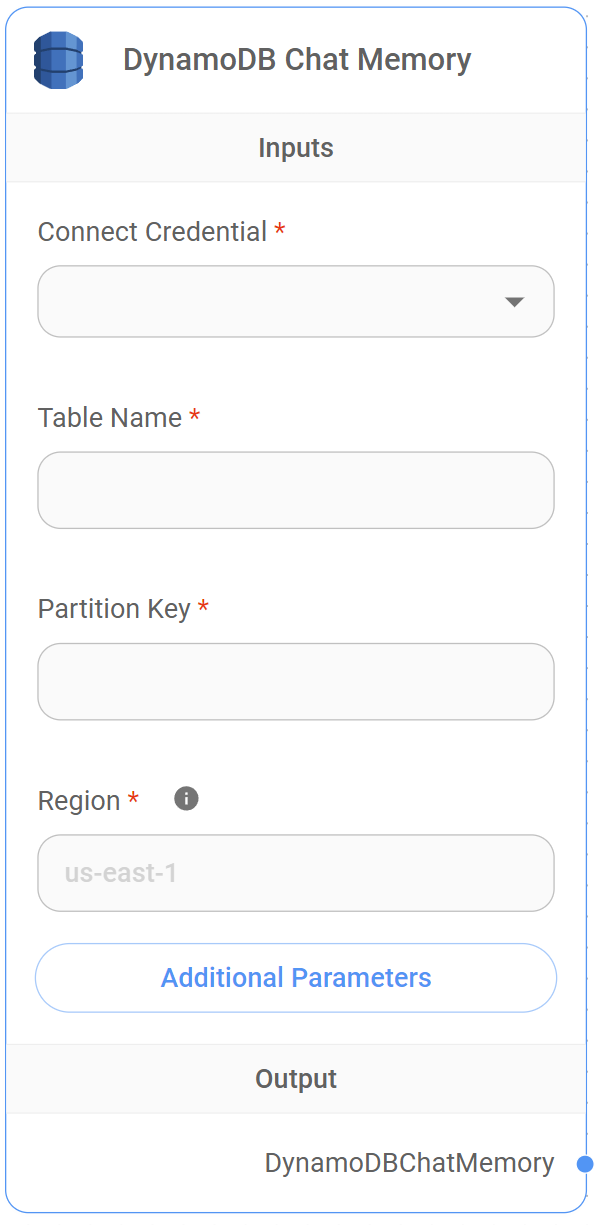 DynamoDB Chat Memory
Inputs
Connect Credential *
Table Name *
Partition Key *
Region *
us-east-1
Additional Parameters
Output
DynamoDBChatMemory